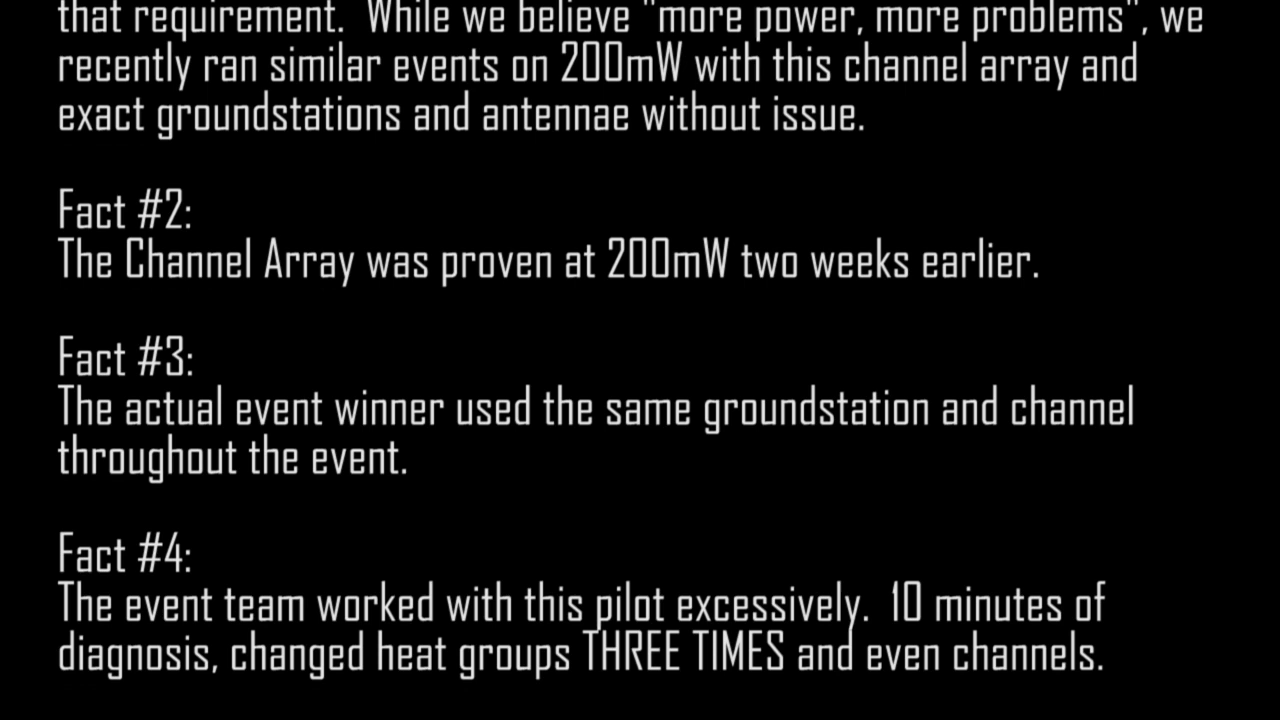 that requirement. While we believe "more power, more problems", we
recently ran similar events on 200mW with this channel array and
exact groundstations and antennae without issue.
Fact #2:
The Channel Array was proven at 200mW two weeks earlier.
Fact #3:
The actual event winner used the same groundstation and channel
throughout the event.
Fact #4:
The event team worked with this pilot excessively. 10 minutes of
diagnosis, changed heat groups THREE TIMES and even channels.